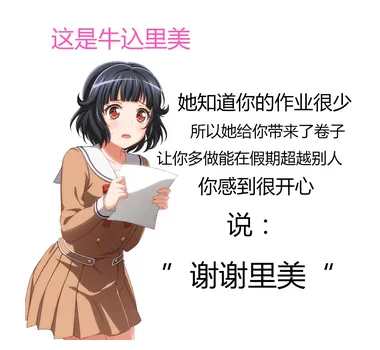 这是牛込里美
她知道你的作业很少
所以她给你带来了卷子
让你多做能在假期超越别人
你感到很开心
说：
”谢谢里美“